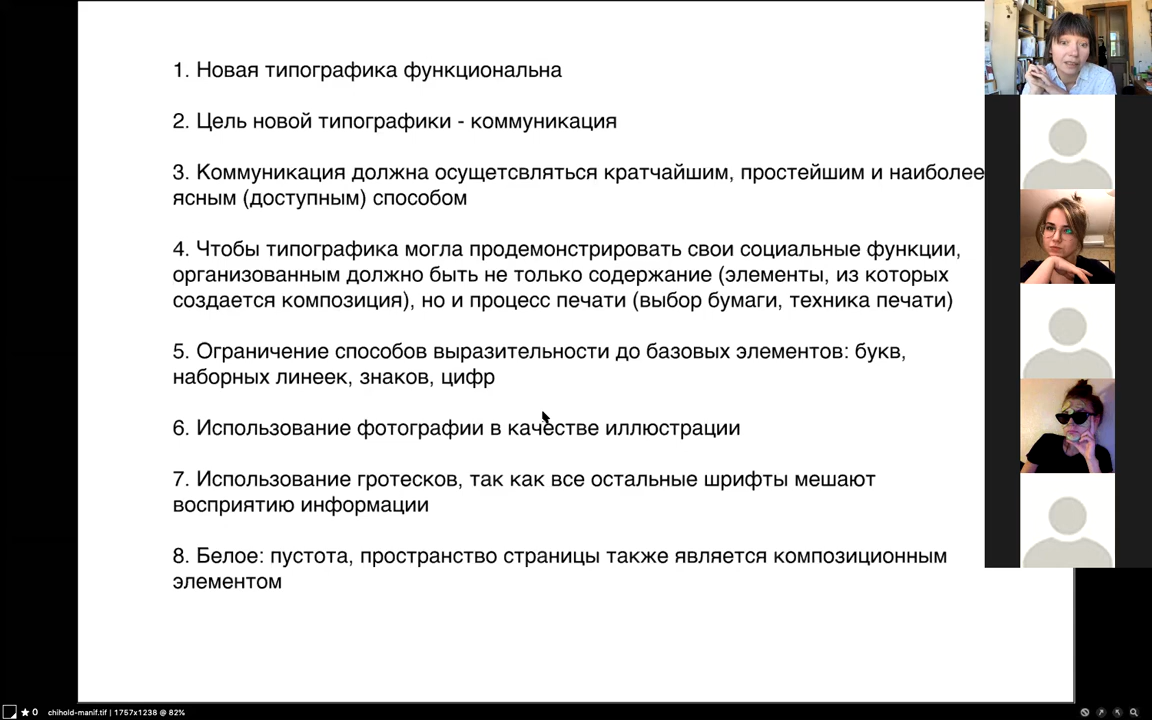 1. Новая типографика функциональна
2. Цель новой типографики - коммуникация
3. Коммуникация должна осущетсвляться кратчайшим, простейшим и наиболее
ясным (доступным) способом
4. Чтобы типографика могла продемонстрировать свои социальные функции,
организованным должно быть не только содержание (элементы, из которых
создается композиция), но и процесс печати (выбор бумаги, техника печати)
5. Ограничение способов выразительности до базовых элементов: букв,
наборных линеек, знаков, цифр
6. Использование фотографии в качестве иллюстрации
7. Использование гротесков, так как все остальные шрифты мешают
восприятию информации
8. Белое: пустота, пространство страницы также является композиционным
элементом
0 chihold-manif.tif | 1757x1238 @ 82%